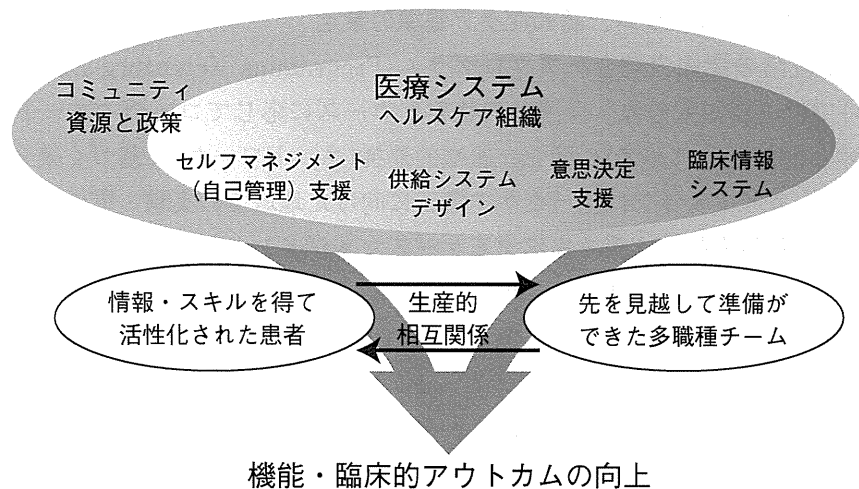 コミュニティ
資源と政策
医療システム
ヘルスケア組織
セルフマネジメント
（自己管理）支援
供給システム
デザイン
意思決定
支援
臨床情報
システム
情報・スキルを得て
活性化された患者
生産的
相互関係
先を見越して準備が
できた多職種チーム
機能・臨床的アウトカムの向上